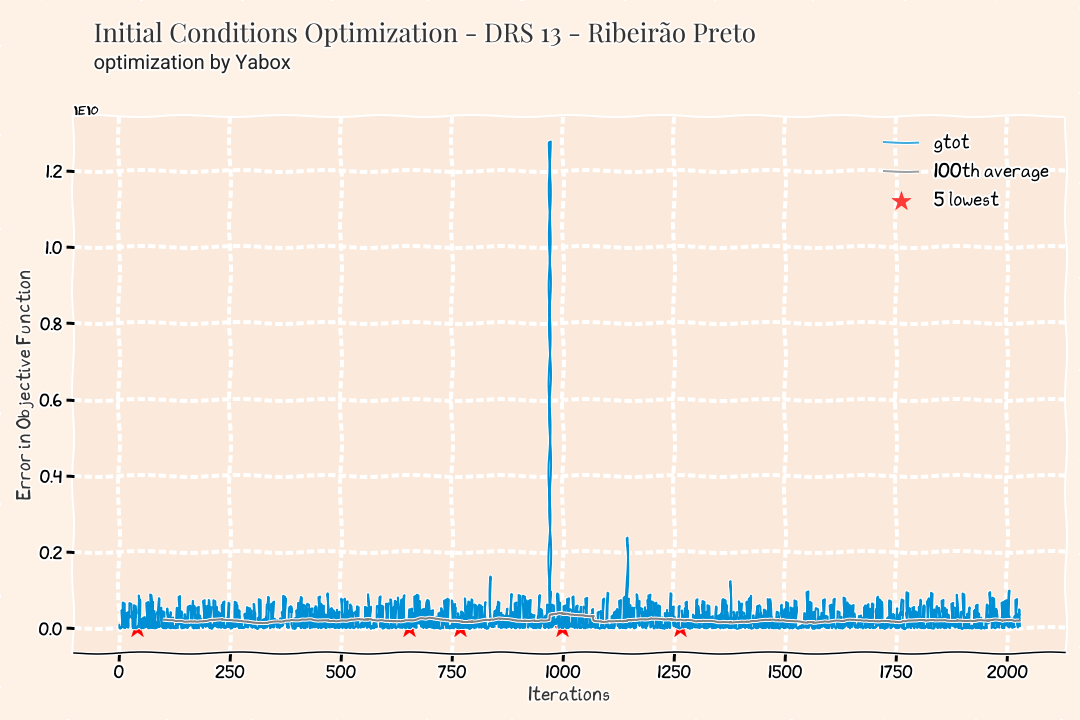 Initial Conditions Optimization - DRS 13 - Ribeirão Preto
optimization by Yabox
1E10
gtot
100th average
5 lowest
1.2
1.0
0.8
0.6
0.4
0.2
0.0
Error in Objective Function
0 250 500 750 1000 1250 1500 1750 2000
Iterations